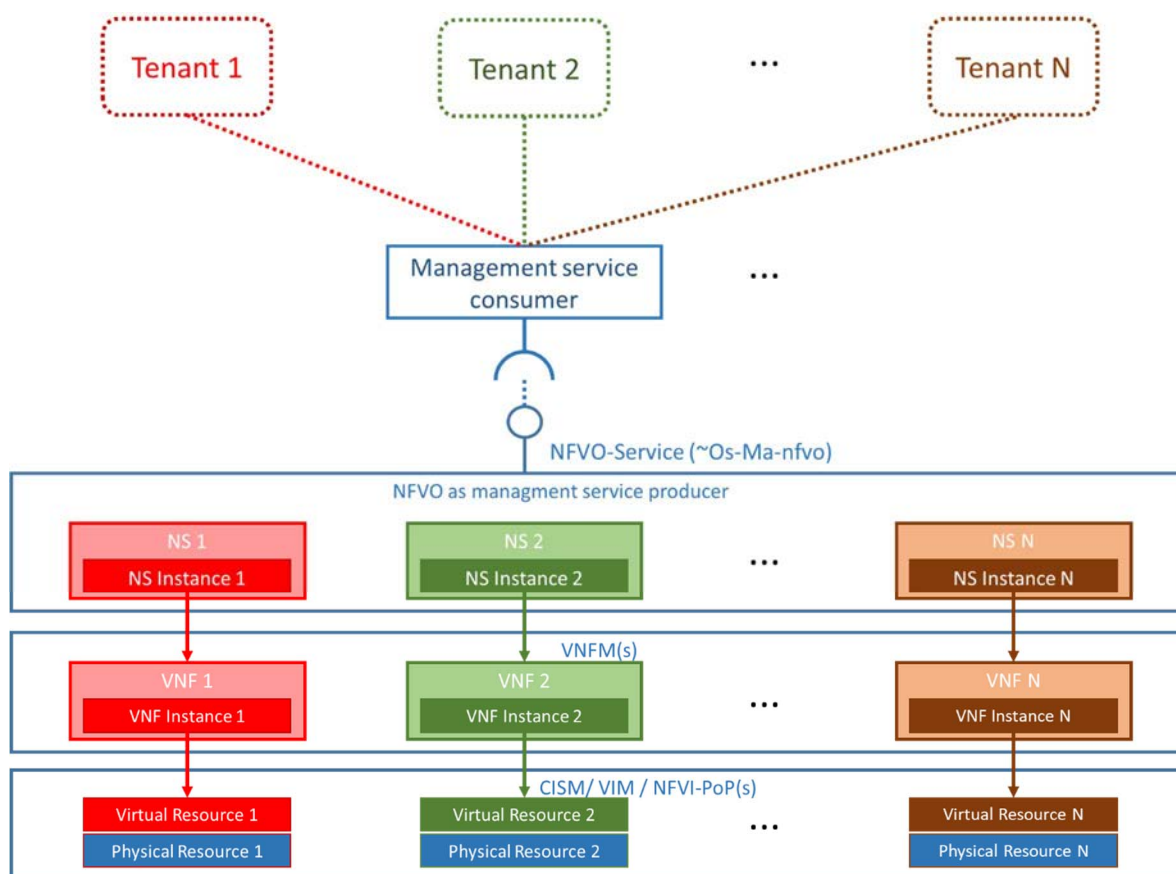 Tenant 1
Tenant 2
...
Tenant N
Management service
consumer
...
NFVO-Service (~Os-Ma-nfvo)
NFVO as managment service producer
NS 1
NS 2
...
NS N
NS Instance 1
NS Instance 2
NS Instance N
VNFM(s)
VNF 1
VNF 2
...
VNF N
VNF Instance 1
VNF Instance 2
VNF Instance N
CISM/ VIM / NFVI-PoP(s)
Virtual Resource 1
Virtual Resource 2
...
Virtual Resource N
Physical Resource 1
Physical Resource 2
Physical Resource N